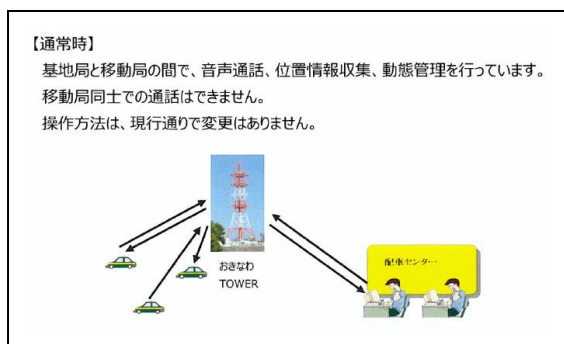 【通常時】
基地局と移動局の間で、音声通話、位置情報収集、動態管理を行っています。
移動局同士での通話はできません。
操作方法は、現行通りで変更はありません。
おきなわ
TOWER
配車センター